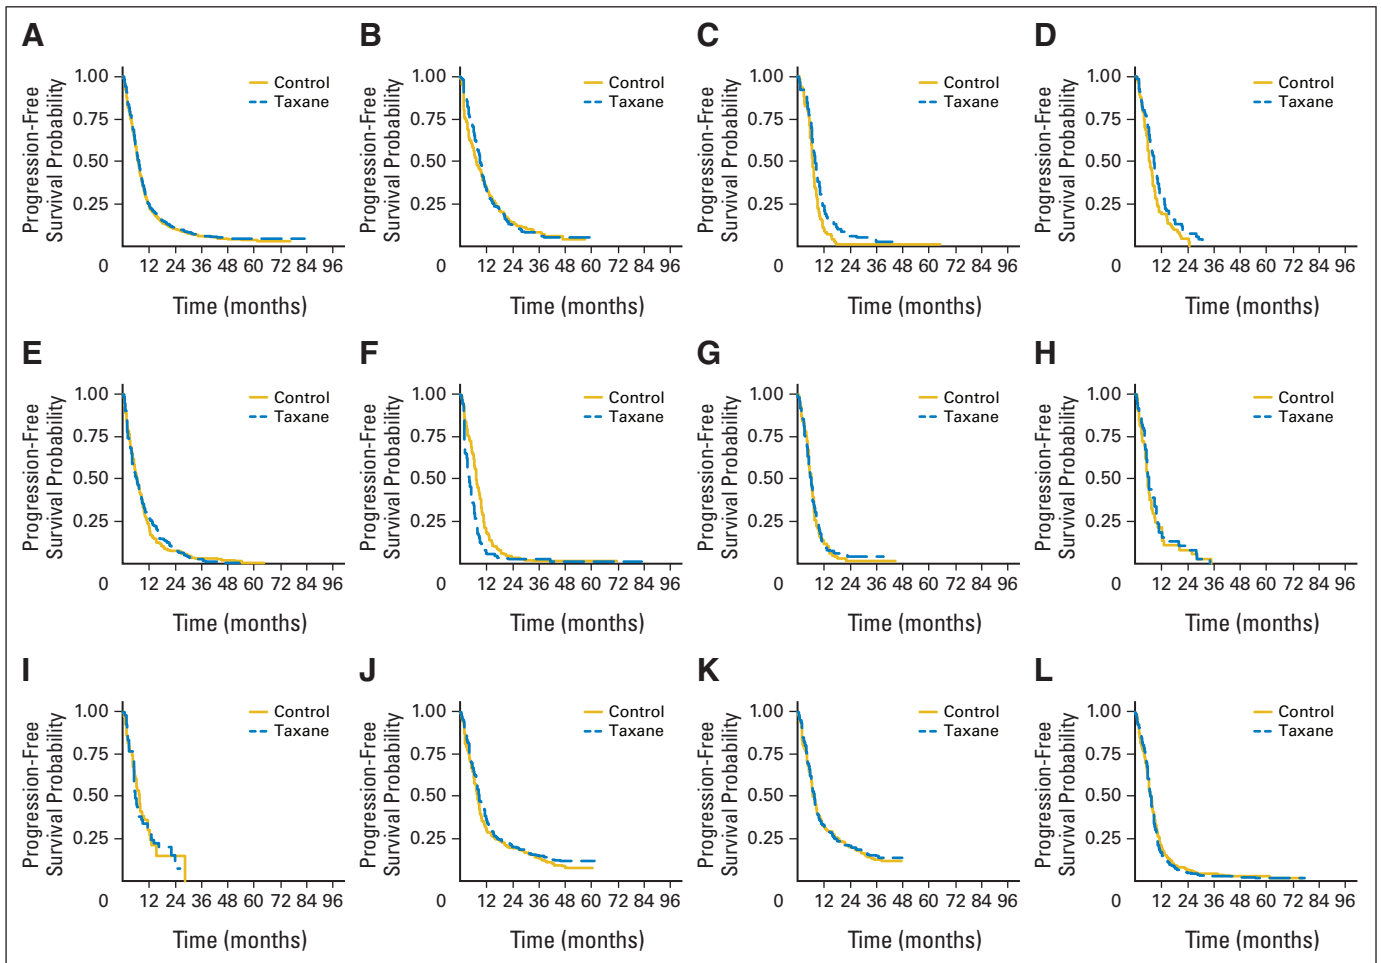 A
Progression-Free
Survival Probability
1.00
0.75
0.50
0.25
0
12 24 36 48 60 72 84 96
Time (months)
Control
Taxane
B
Progression-Free
Survival Probability
1.00
0.75
0.50
0.25
0
12 24 36 48 60 72 84 96
Time (months)
Control
Taxane
C
Progression-Free
Survival Probability
1.00
0.75
0.50
0.25
0
12 24 36 48 60 72 84 96
Time (months)
Control
Taxane
D
Progression-Free
Survival Probability
1.00
0.75
0.50
0.25
0
12 24 36 48 60 72 84 96
Time (months)
Control
Taxane
E
Progression-Free
Survival Probability
1.00
0.75
0.50
0.25
0
12 24 36 48 60 72 84 96
Time (months)
Control
Taxane
F
Progression-Free
Survival Probability
1.00
0.75
0.50
0.25
0
12 24 36 48 60 72 84 96
Time (months)
Control
Taxane
G
Progression-Free
Survival Probability
1.00
0.75
0.50
0.25
0
12 24 36 48 60 72 84 96
Time (months)
Control
Taxane
H
Progression-Free
Survival Probability
1.00
0.75
0.50
0.25
0
12 24 36 48 60 72 84 96
Time (months)
Control
Taxane
I
Progression-Free
Survival Probability
1.00
0.75
0.50
0.25
0
12 24 36 48 60 72 84 96
Time (months)
Control
Taxane
J
Progression-Free
Survival Probability
1.00
0.75
0.50
0.25
0
12 24 36 48 60 72 84 96
Time (months)
Control
Taxane
K
Progression-Free
Survival Probability
1.00
0.75
0.50
0.25
0
12 24 36 48 60 72 84 96
Time (months)
Control
Taxane
L
Progression-Free
Survival Probability
1.00
0.75
0.50
0.25
0
12 24 36 48 60 72 84 96
Time (months)
Control
Taxane